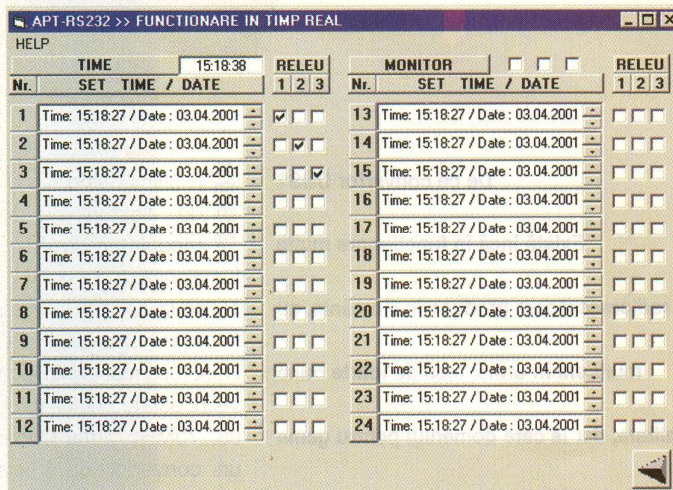 APT-RS232 >> FUNCTIONARE IN TIMP REAL
HELP
TIME 15:18:38 RELEU
Nr. SET TIME / DATE 1 2 3
1 Time: 15:18:27 / Date : 03.04.2001
2 Time: 15:18:27 / Date : 03.04.2001
3 Time: 15:18:27 / Date : 03.04.2001
4 Time: 15:18:27 / Date : 03.04.2001
5 Time: 15:18:27 / Date : 03.04.2001
6 Time: 15:18:27 / Date : 03.04.2001
7 Time: 15:18:27 / Date : 03.04.2001
8 Time: 15:18:27 / Date : 03.04.2001
9 Time: 15:18:27 / Date : 03.04.2001
10 Time: 15:18:27 / Date : 03.04.2001
11 Time: 15:18:27 / Date : 03.04.2001
12 Time: 15:18:27 / Date : 03.04.2001
MONITOR RELEU
Nr. SET TIME / DATE 1 2 3
13 Time: 15:18:27 / Date : 03.04.2001
14 Time: 15:18:27 / Date : 03.04.2001
15 Time: 15:18:27 / Date : 03.04.2001
16 Time: 15:18:27 / Date : 03.04.2001
17 Time: 15:18:27 / Date : 03.04.2001
18 Time: 15:18:27 / Date : 03.04.2001
19 Time: 15:18:27 / Date : 03.04.2001
20 Time: 15:18:27 / Date : 03.04.2001
21 Time: 15:18:27 / Date : 03.04.2001
22 Time: 15:18:27 / Date : 03.04.2001
23 Time: 15:18:27 / Date : 03.04.2001
24 Time: 15:18:27 / Date : 03.04.2001